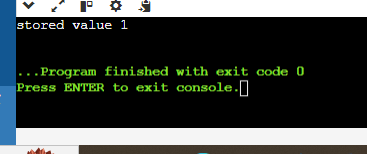 stored value 1
...Program finished with exit code 0
Press ENTER to exit console.